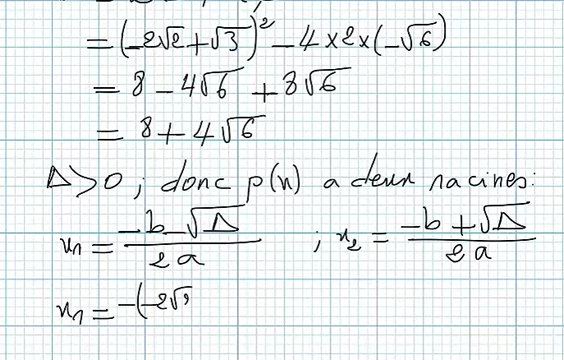 = (-2√2+√3)² - 4×2×(-√6)
= 8 - 4√6 + 8√6
= 8 + 4√6
Δ>0 ; donc p(x) a deux racines:
x₁ = (-b-√Δ)/2a ; x₂ = (-b+√Δ)/2a
x₁ = -(-2√